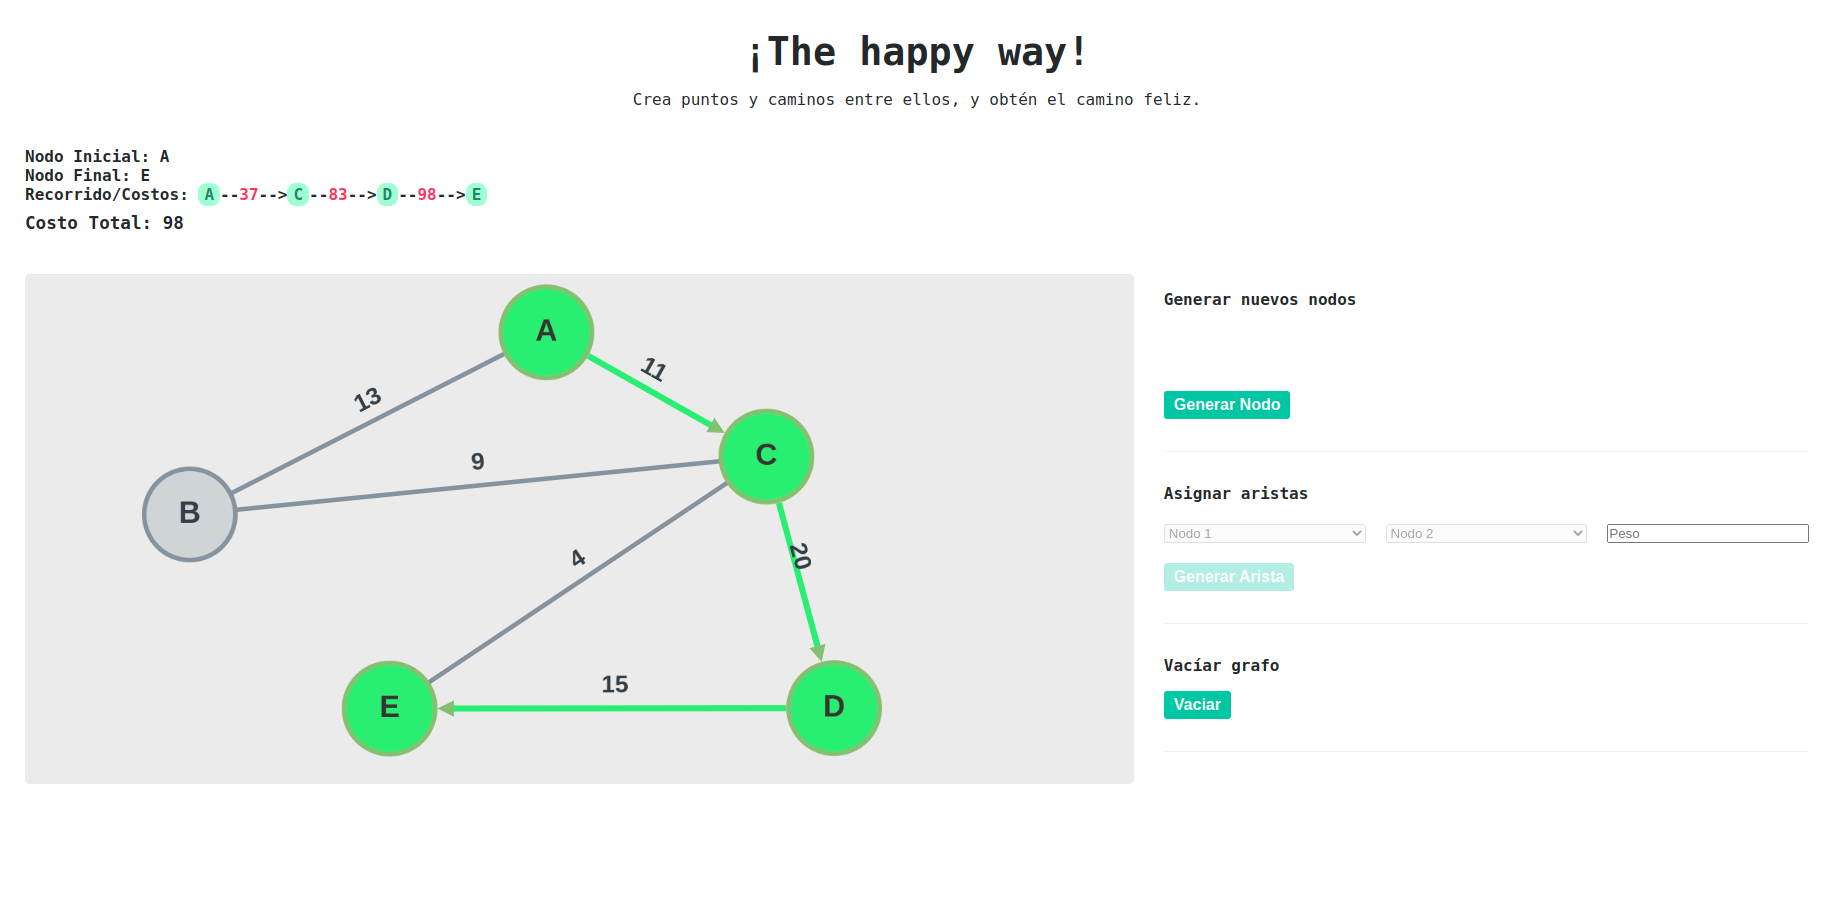 ¡The happy way!
Crea puntos y caminos entre ellos, y obtén el camino feliz.
Nodo Inicial: A
Nodo Final: E
Recorrido/Costos: A--37-->C--83-->D--98-->E
Costo Total: 98
A
11
13
C
9
B
4
20
E
15
D
Generar nuevos nodos
Generar Nodo
Asignar aristas
Nodo 1 Nodo 2 Peso
Generar Arista
Vacíar grafo
Vaciar